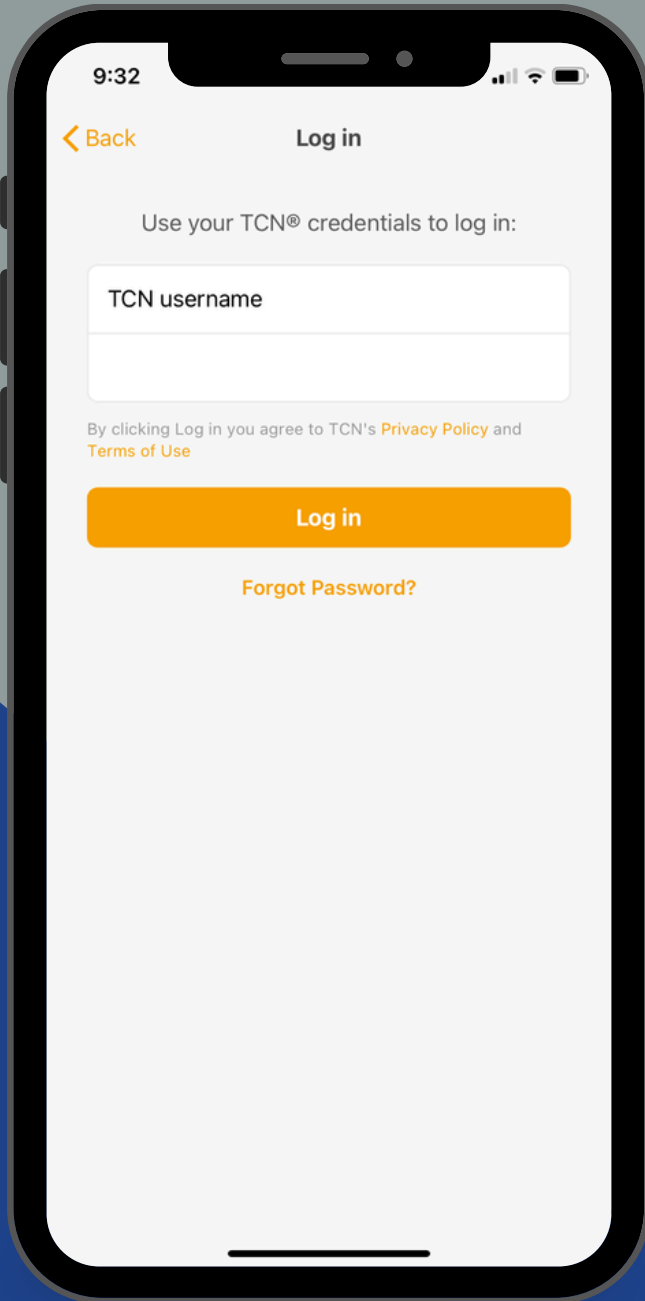 9:32
Back
Log in
Use your TCN® credentials to log in:
TCN username
By clicking Log in you agree to TCN's Privacy Policy and
Terms of Use
Log in
Forgot Password?